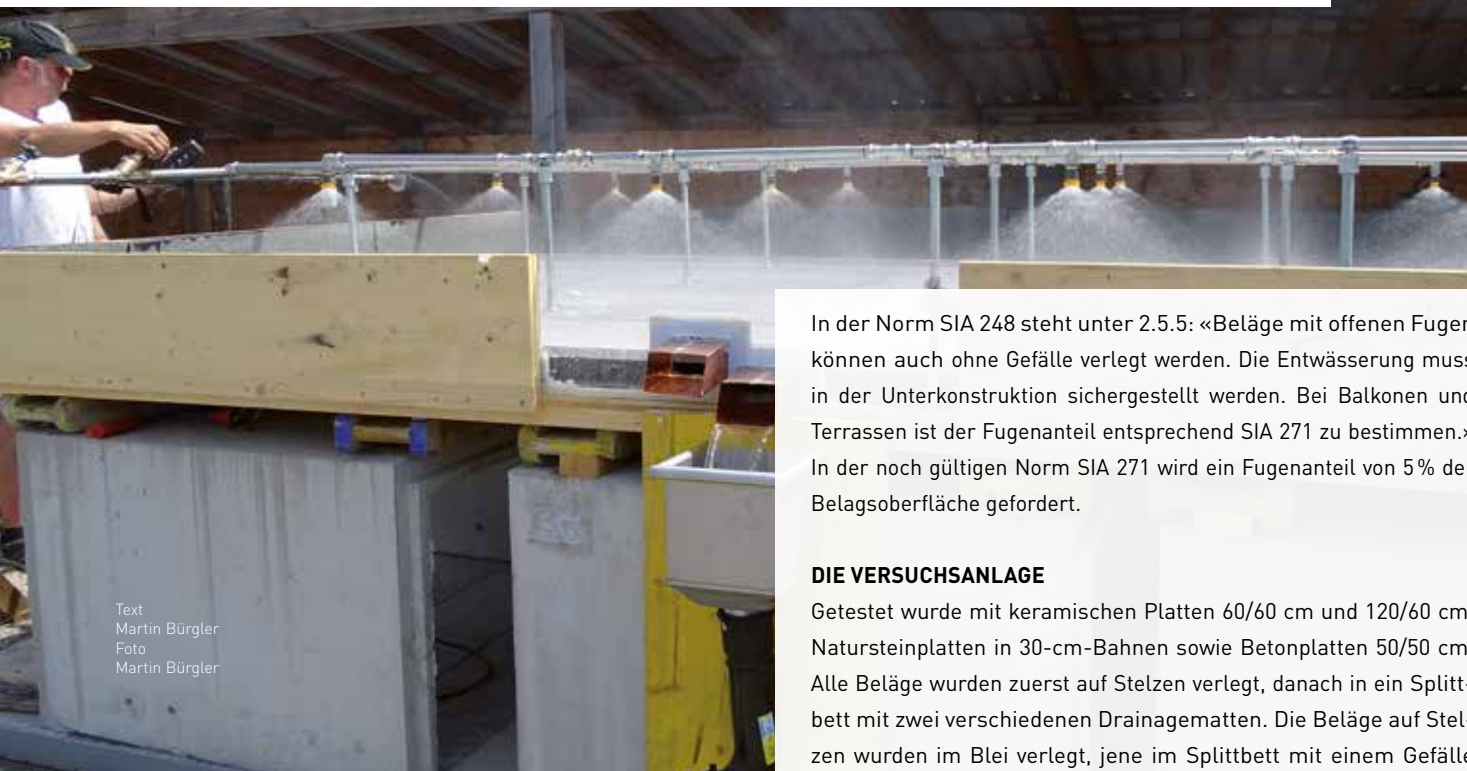 In der Norm SIA 248 steht unter 2.5.5: «Beläge mit offenen Fugen
können auch ohne Gefälle verlegt werden. Die Entwässerung muss
in der Unterkonstruktion sichergestellt werden. Bei Balkonen und
Terrassen ist der Fugenanteil entsprechend SIA 271 zu bestimmen.»
In der noch gültigen Norm SIA 271 wird ein Fugenanteil von 5% der
Belagsoberfläche gefordert.
DIE VERSUCHSANLAGE
Getestet wurde mit keramischen Platten 60/60 cm und 120/60 cm
Natursteinplatten in 30-cm-Bahnen sowie Betonplatten 50/50 cm
Alle Beläge wurden zuerst auf Stelzen verlegt, danach in ein Splitt-
bett mit zwei verschiedenen Drainagematten. Die Beläge auf Stel-
zen wurden im Blei verlegt, jene im Splittbett mit einem Gefälle
Text
Martin Bürgler
Foto
Martin Bürgler